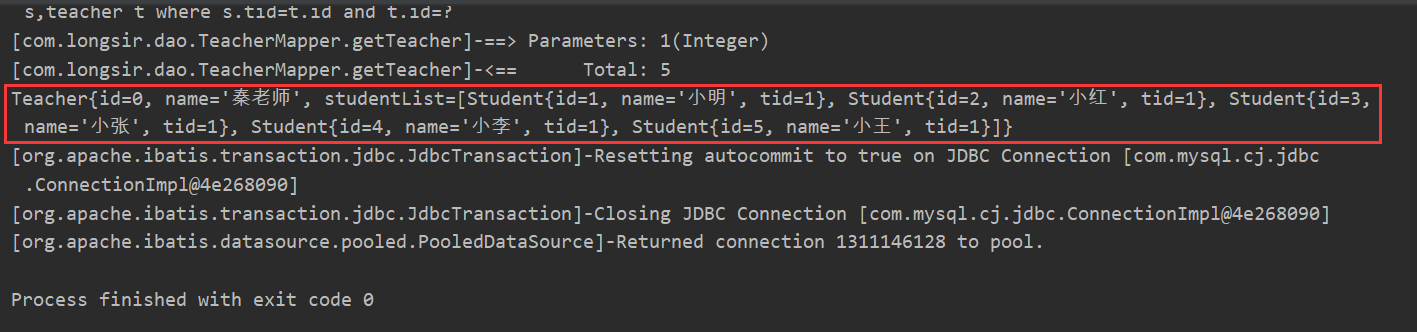 s,teacher t where s.tid=t.id and t.id=?
[com.longsir.dao.TeacherMapper.getTeacher]-==> Parameters: 1(Integer)
[com.longsir.dao.TeacherMapper.getTeacher]-<==      Total: 5
Teacher{id=0, name='秦老师', studentList=[Student{id=1, name='小明', tid=1}, Student{id=2, name='小红', tid=1}, Student{id=3,
name='小张', tid=1}, Student{id=4, name='小李', tid=1}, Student{id=5, name='小王', tid=1}]}
[org.apache.ibatis.transaction.jdbc.JdbcTransaction]-Resetting autocommit to true on JDBC Connection [com.mysql.cj.jdbc
.ConnectionImpl@4e268090]
[org.apache.ibatis.transaction.jdbc.JdbcTransaction]-Closing JDBC Connection [com.mysql.cj.jdbc.ConnectionImpl@4e268090]
[org.apache.ibatis.datasource.pooled.PooledDataSource]-Returned connection 1311146128 to pool.
Process finished with exit code 0